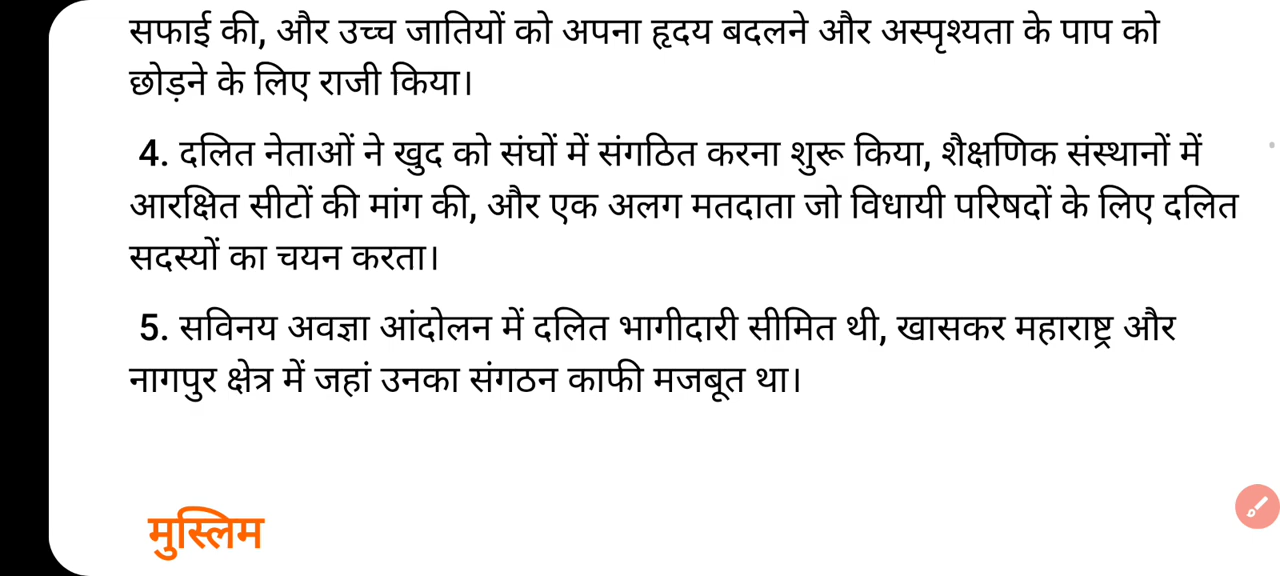 सफाई की, और उच्च जातियों को अपना हृदय बदलने और अस्पृश्यता के पाप को
छोड़ने के लिए राजी किया।
4. दलित नेताओं ने खुद को संघों में संगठित करना शुरू किया, शैक्षणिक संस्थानों में
आरक्षित सीटों की मांग की, और एक अलग मतदाता जो विधायी परिषदों के लिए दलित
सदस्यों का चयन करता।
5. सविनय अवज्ञा आंदोलन में दलित भागीदारी सीमित थी, खासकर महाराष्ट्र और
नागपुर क्षेत्र में जहां उनका संगठन काफी मजबूत था।
मुस्लिम